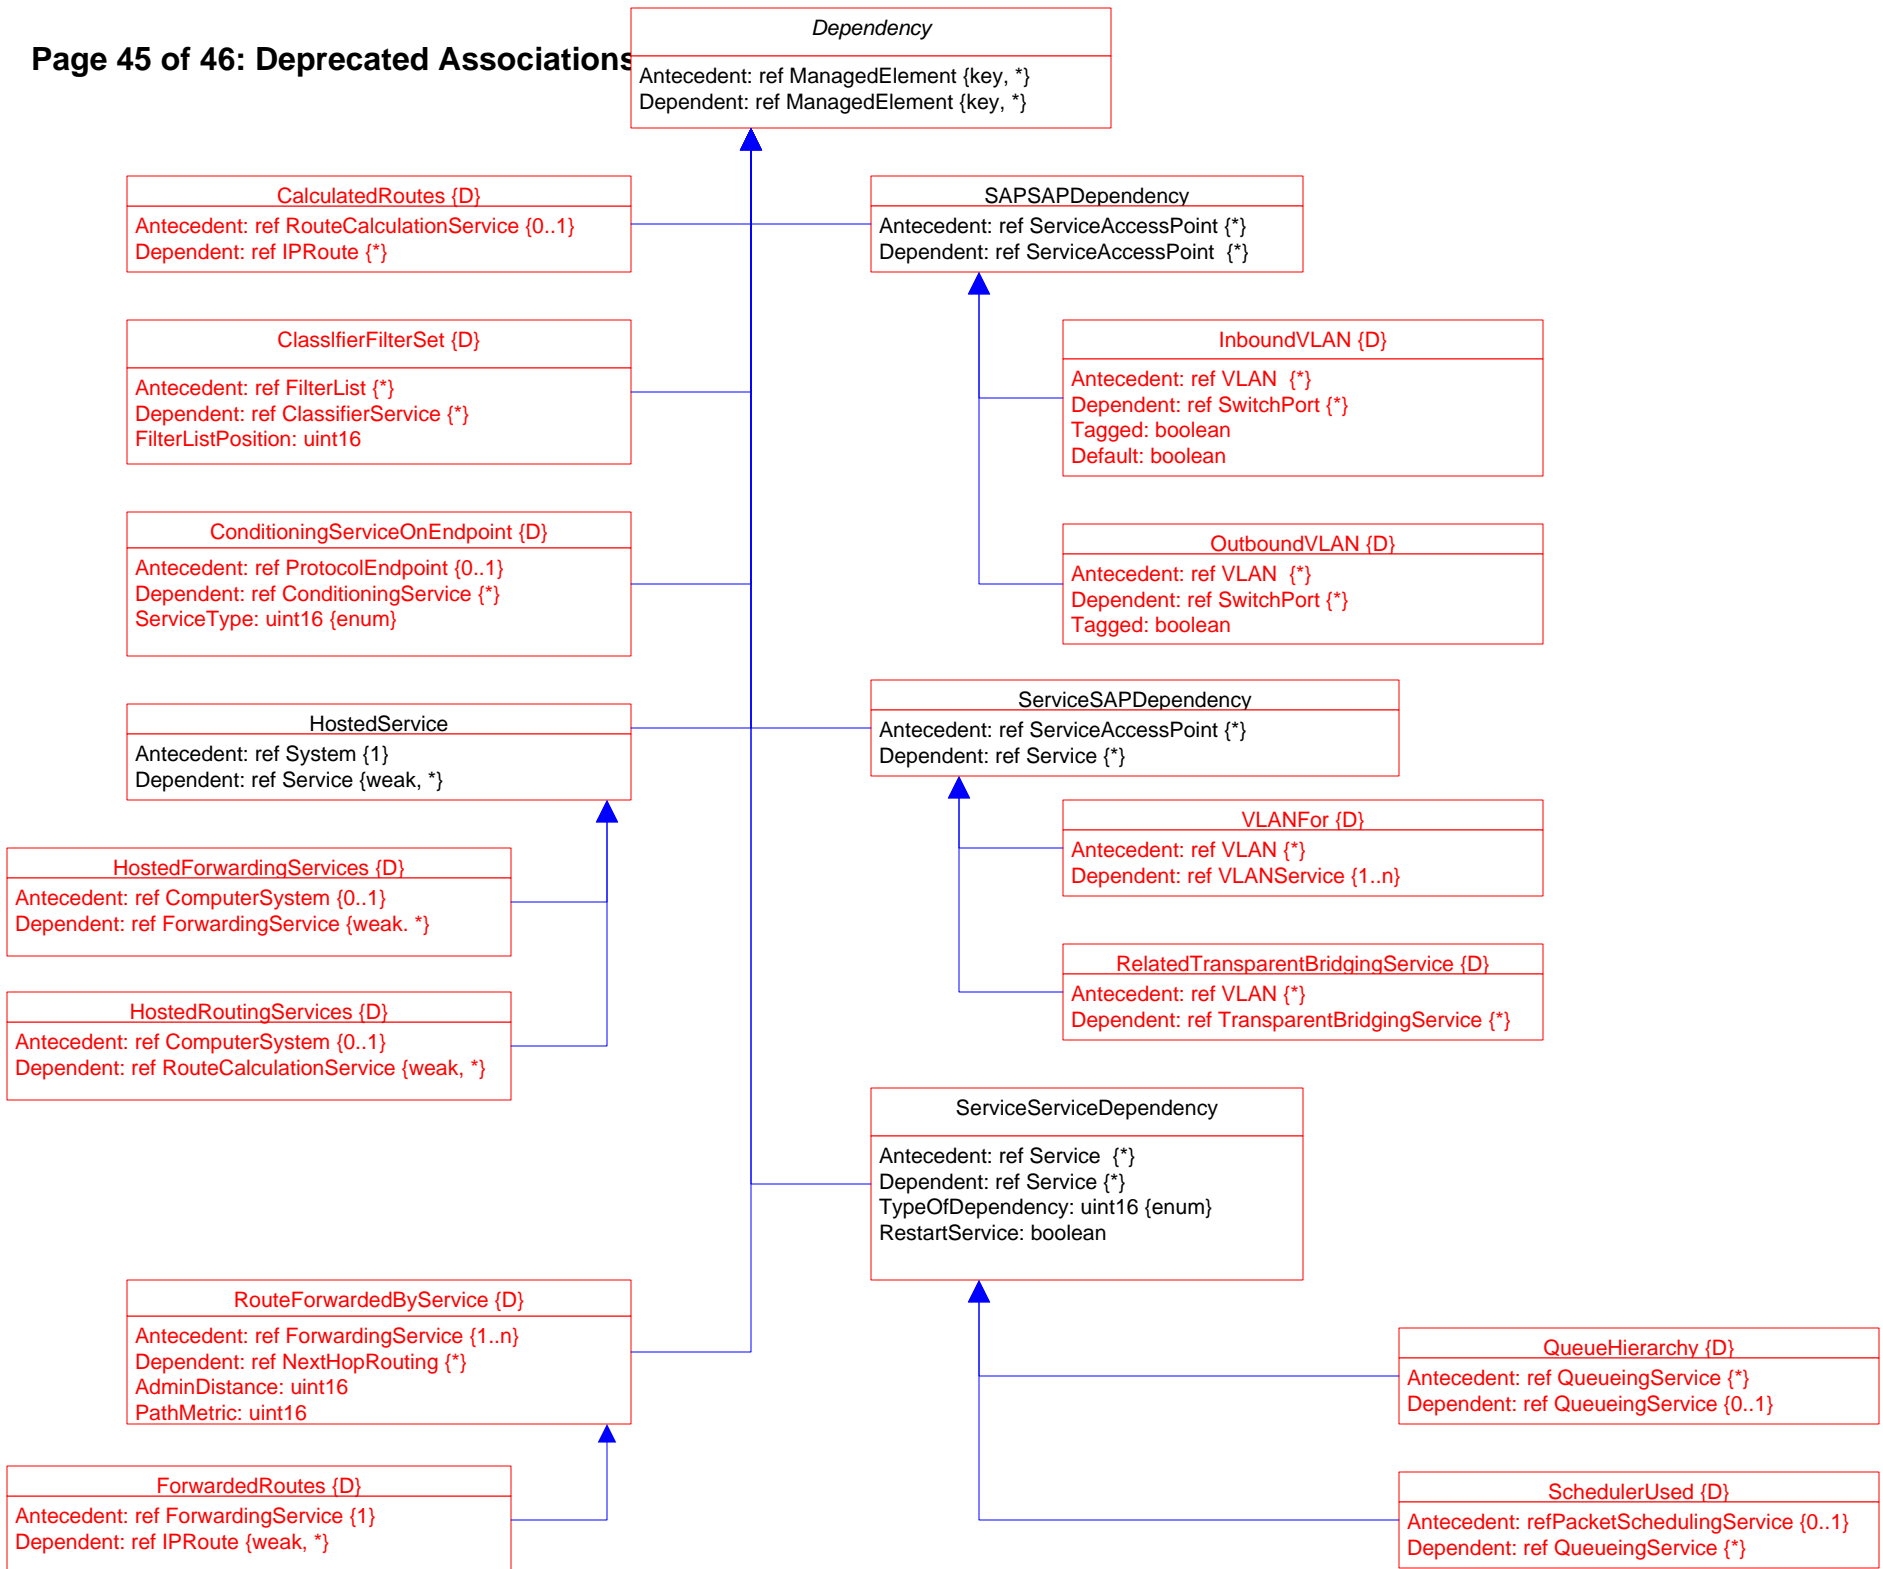 Page 45 of 46: Deprecated Associations
Dependency
Antecedent: ref ManagedElement {key, *}
Dependent: ref ManagedElement {key, *}
CalculatedRoutes {D}
Antecedent: ref RouteCalculationService {0..1}
Dependent: ref IPRoute {*}
SAPSAPDependency
Antecedent: ref ServiceAccessPoint {*}
Dependent: ref ServiceAccessPoint  {*}
ClasslfierFilterSet {D}
Antecedent: ref FilterList {*}
Dependent: ref ClassifierService {*}
FilterListPosition: uint16
InboundVLAN {D}
Antecedent: ref VLAN  {*}
Dependent: ref SwitchPort {*}
Tagged: boolean
Default: boolean
ConditioningServiceOnEndpoint {D}
Antecedent: ref ProtocolEndpoint {0..1}
Dependent: ref ConditioningService {*}
ServiceType: uint16 {enum}
OutboundVLAN {D}
Antecedent: ref VLAN  {*}
Dependent: ref SwitchPort {*}
Tagged: boolean
HostedService
Antecedent: ref System {1}
Dependent: ref Service {weak, *}
ServiceSAPDependency
Antecedent: ref ServiceAccessPoint {*}
Dependent: ref Service {*}
HostedForwardingServices {D}
Antecedent: ref ComputerSystem {0..1}
Dependent: ref ForwardingService {weak. *}
VLANFor {D}
Antecedent: ref VLAN {*}
Dependent: ref VLANService {1..n}
HostedRoutingServices {D}
Antecedent: ref ComputerSystem {0..1}
Dependent: ref RouteCalculationService {weak, *}
RelatedTransparentBridgingService {D}
Antecedent: ref VLAN {*}
Dependent: ref TransparentBridgingService {*}
ServiceServiceDependency
Antecedent: ref Service  {*}
Dependent: ref Service {*}
TypeOfDependency: uint16 {enum}
RestartService: boolean
RouteForwardedByService {D}
Antecedent: ref ForwardingService {1..n}
Dependent: ref NextHopRouting {*}
AdminDistance: uint16
PathMetric: uint16
QueueHierarchy {D}
Antecedent: ref QueueingService {*}
Dependent: ref QueueingService {0..1}
ForwardedRoutes {D}
Antecedent: ref ForwardingService {1}
Dependent: ref IPRoute {weak, *}
SchedulerUsed {D}
Antecedent: refPacketSchedulingService {0..1}
Dependent: ref QueueingService {*}